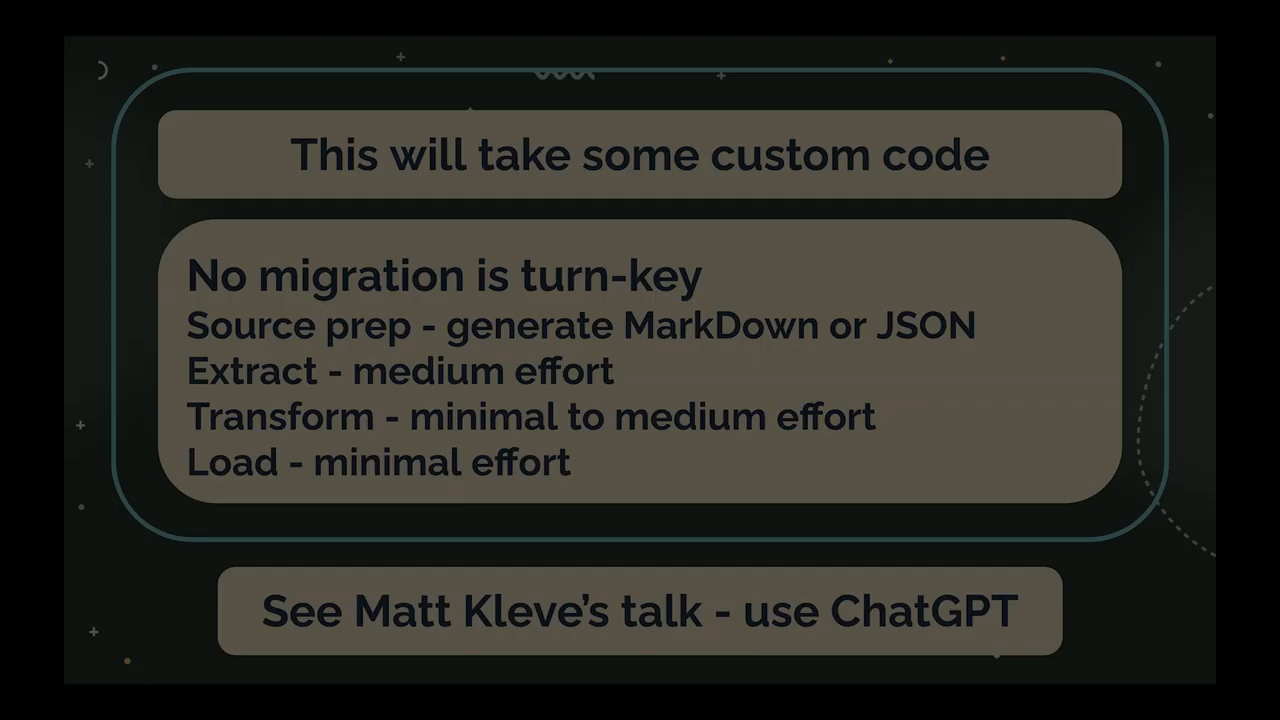 This will take some custom code
No migration is turn-key
Source prep - generate MarkDown or JSON
Extract - medium effort
Transform - minimal to medium effort
Load - minimal effort
See Matt Kleve’s talk - use ChatGPT